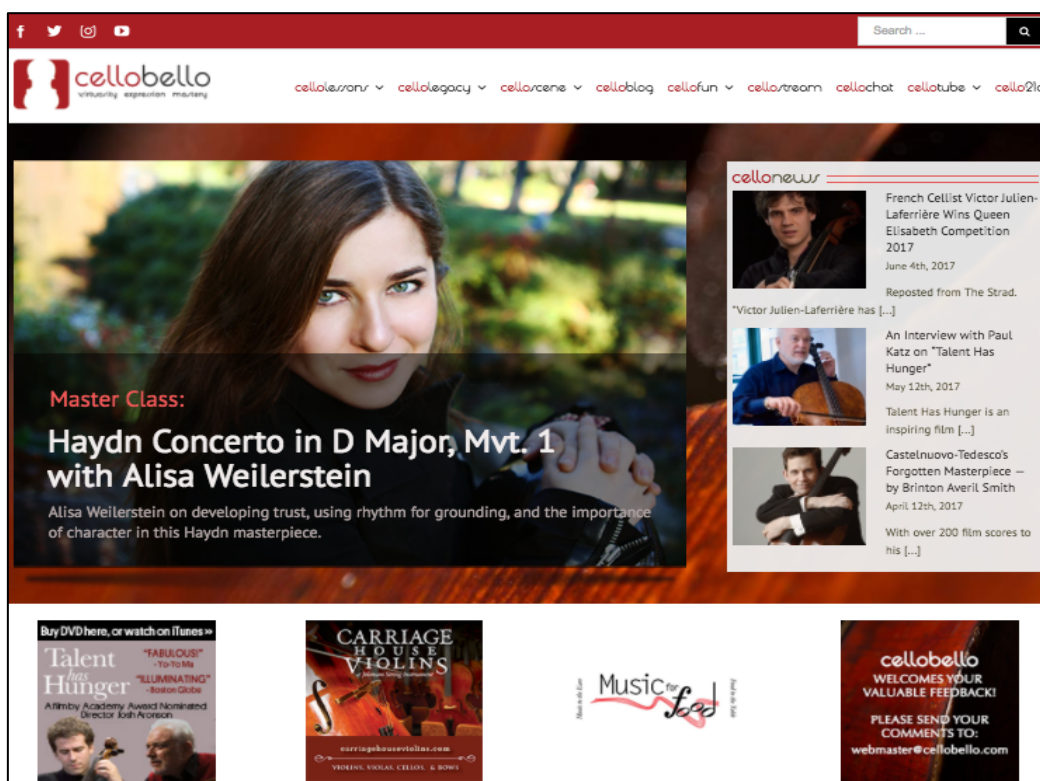 Search ...
cellobello
virtuosity expression mastery
cellolessons cellolegacy celloscene celloblog cellofun cellostream cellochat cellotube cello21c
cellonews
French Cellist Victor Julien-
Laferrière Wins Queen
Elisabeth Competition
2017
June 4th, 2017
Reposted from The Strad.
"Victor Julien-Laferrière has [...]
An Interview with Paul
Katz on "Talent Has
Hunger"
May 12th, 2017
Talent Has Hunger is an
inspiring film [...]
Castelnuovo-Tedesco's
Forgotten Masterpiece —
by Brinton Averil Smith
April 12th, 2017
With over 200 film scores to
his [...]
Master Class:
Haydn Concerto in D Major, Mvt. 1
with Alisa Weilerstein
Alisa Weilerstein on developing trust, using rhythm for grounding, and the importance
of character in this Haydn masterpiece.
Buy DVD here, or watch on iTunes »
Talent
has
Hunger
"FABULOUS!"
- Yo-Yo Ma
"ILLUMINATING"
- Boston Globe
A film by Academy Award Nominated
Director Josh Aronson
CARRIAGE
HOUSE
VIOLINS
carriagehouseviolins.com
VIOLINS, VIOLAS, CELLOS, & BOWS
Music for food
cellobello
WELCOMES YOUR
VALUABLE FEEDBACK!
PLEASE SEND YOUR
COMMENTS TO:
webmaster@cellobello.com